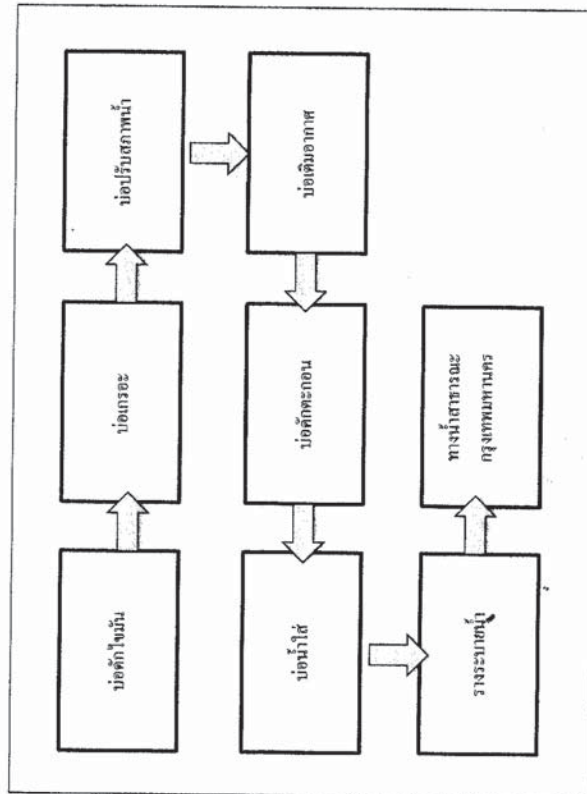 บ่อดักไขมัน
บ่อเกรอะ
บ่อปรับสภาพน้ำ
บ่อเติมอากาศ
บ่อดักตะกอน
บ่อน้ำใส
รางระบายน้ำ
ทางน้ำสาธารณะ
กรุงเทพมหานคร